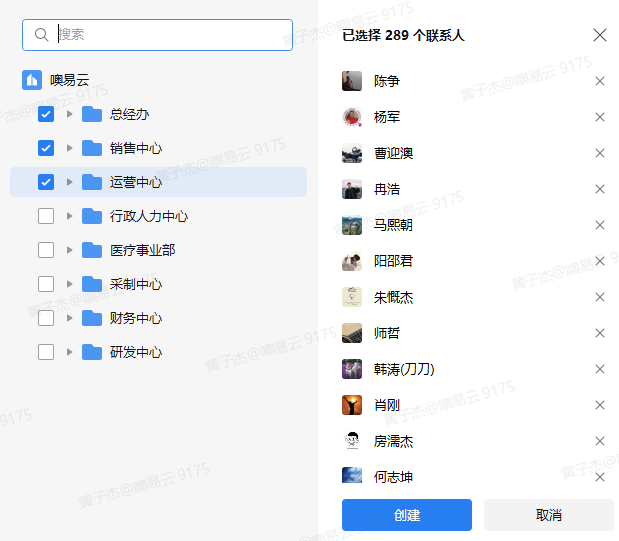 搜索
噢易云
总经办
销售中心
运营中心
行政人力中心
医疗事业部
采制中心
财务中心
研发中心
已选择 289 个联系人
陈争
杨军
曹迎澳
冉浩
马熙朝
阳邵君
朱慨杰
师哲
韩涛(刀刀)
肖刚
房濡杰
何志坤
创建
取消
黄子杰@噢易云 9175